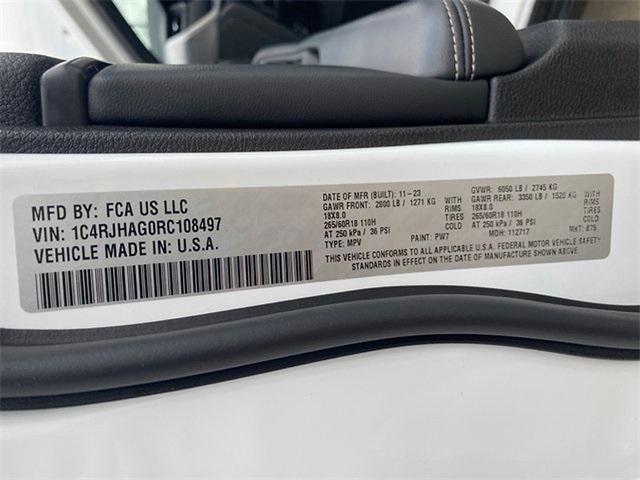 MFD BY: FCA US LLC
VIN: 1C4RJHAG0RC108497
VEHICLE MADE IN: U.S.A.
DATE OF MFR (BUILT): 11-23
GAWR FRONT: 2800 LB / 1271 KG WITH
18X8.0 RIMS
265/60R18 110H TIRES
AT 250 kPa / 36 PSI COLD
TYPE: MPV PAINT: PW7
GVWR: 6050 LB / 2745 KG
GAWR REAR: 3350 LB / 1520 KG WITH
18X8.0 RIMS
265/60R18 110H TIRES
AT 250 kPa / 36 PSI COLD
MDH: 112717 MKT: 875
THIS VEHICLE CONFORMS TO ALL APPLICABLE U.S.A. FEDERAL MOTOR VEHICLE SAFETY
STANDARDS IN EFFECT ON THE DATE OF MANUFACTURE SHOWN ABOVE.